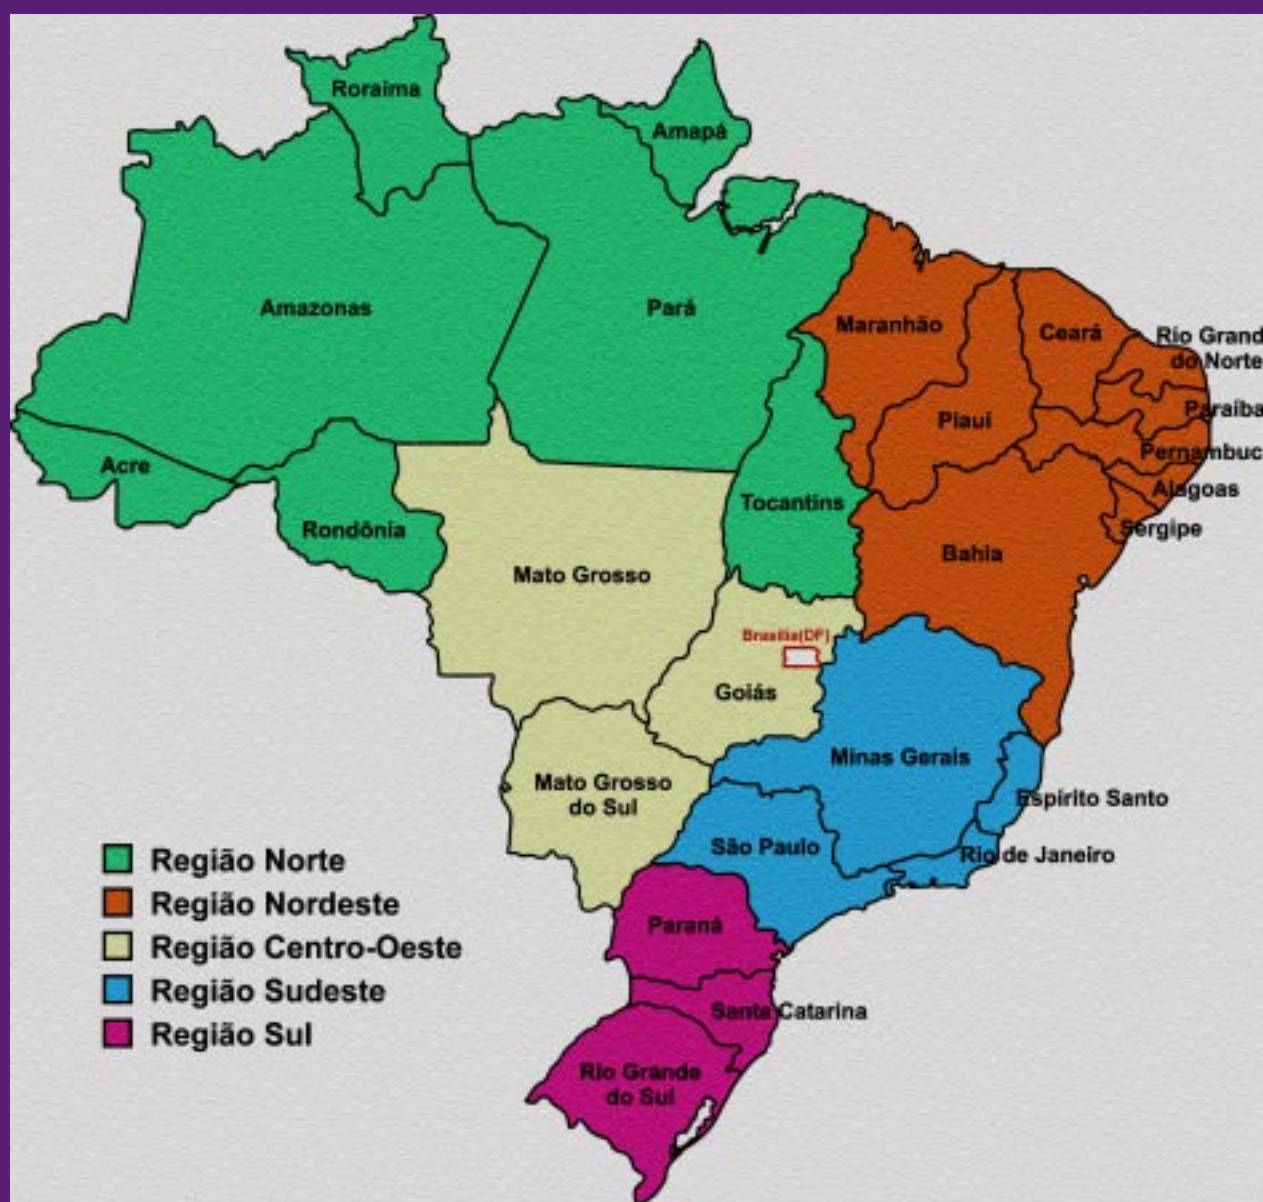 Roraima
Amapá
Amazonas
Pará
Maranhão
Ceará
Rio Grand
do Norte
Paraíba
Piauí
Pernambuc
Acre
Tocantins
Alagoas
Rondônia
Sergipe
Bahia
Mato Grosso
Brasília(DF)
Goiás
Minas Gerais
Mato Grosso
do Sul
Espírito Santo
São Paulo
Rio de Janeiro
Região Norte
Região Nordeste
Região Centro-Oeste
Região Sudeste
Região Sul
Paraná
Santa Catarina
Rio Grande
do Sul